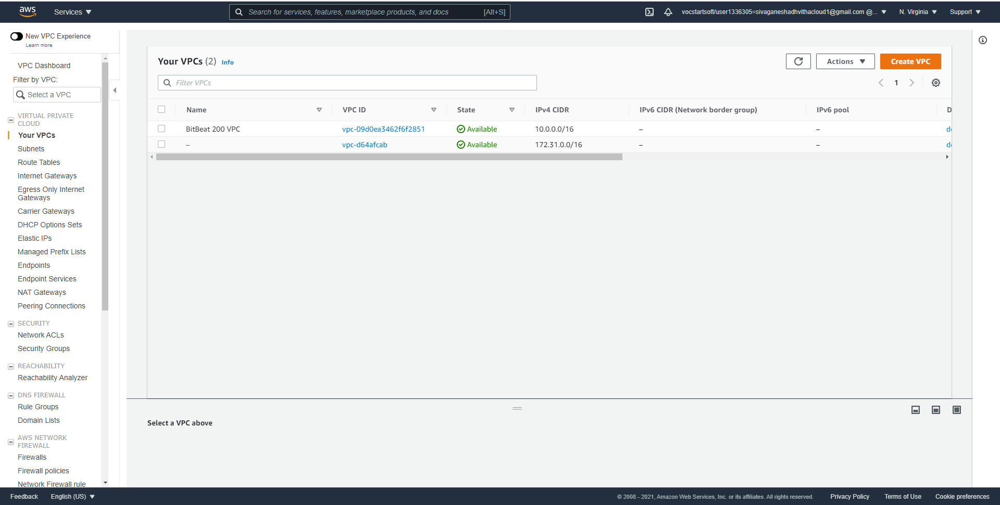 aws
Services
Search for services, features, marketplace products, and docs [Alt+S]
vocstartsoft/user1336305=sivaganeshadhvithacloud1@gmail.com @...
N. Virginia
Support
New VPC Experience
Learn more
VPC Dashboard
Filter by VPC:
Select a VPC
VIRTUAL PRIVATE
CLOUD
Your VPCs
Subnets
Route Tables
Internet Gateways
Egress Only Internet
Gateways
Carrier Gateways
DHCP Options Sets
Elastic IPs
Managed Prefix Lists
Endpoints
Endpoint Services
NAT Gateways
Peering Connections
SECURITY
Network ACLs
Security Groups
REACHABILITY
Reachability Analyzer
DNS FIREWALL
Rule Groups
Domain Lists
AWS NETWORK
FIREWALL
Firewalls
Firewall policies
Network Firewall rule
Your VPCs (2) Info
Actions
Create VPC
Filter VPCs
1
Name VPC ID State IPv4 CIDR IPv6 CIDR (Network border group) IPv6 pool
BitBeat 200 VPC vpc-09d0ea3462f6f2851 Available 10.0.0.0/16 – –
– vpc-d64afcab Available 172.31.0.0/16 – –
Select a VPC above
Feedback English (US)
© 2008 - 2021, Amazon Web Services, Inc. or its affiliates. All rights reserved. Privacy Policy Terms of Use Cookie preferences